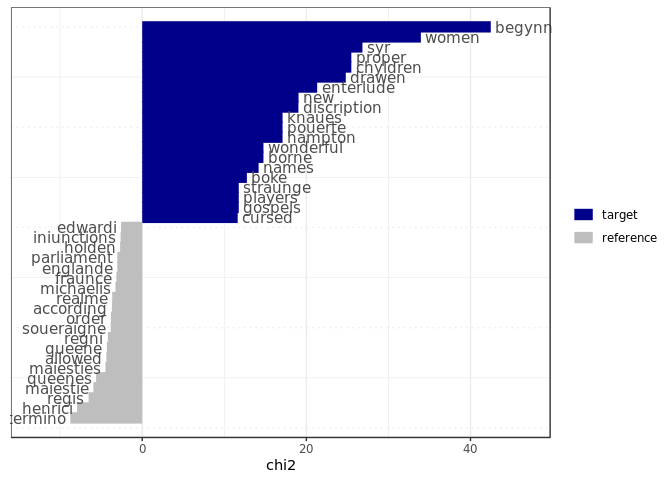 begynn
women
syr
proper
chyldren
drawen
enterlude
new
discription
knaues
pouerte
hampton
wonderful
borne
names
poke
straunge
players
gospels
cursed
edwardi
iniunctions
holden
parliament
englande
fraunce
michaelis
realme
according
order
soueraigne
regni
queene
allowed
maiesties
queenes
maiestie
regis
henrici
termino
target
reference
0
20
40
chi2